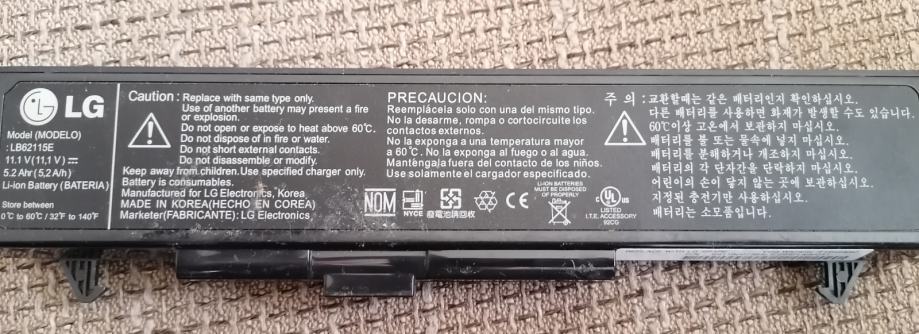 LG
Model (MODELO)
: LB62115E
11.1 V (11,1 V)
5.2 Ahr (5,2 A/h)
Li-ion Battery (BATERIA)
Store between
0°C to 60°C / 32°F to 140°F
Caution : Replace with same type only.
Use of another battery may present a fire
or explosion.
Do not open or expose to heat above 60°C.
Do not dispose of in fire or water.
Do not short external contacts.
Do not disassemble or modify.
Keep away from children. Use specified charger only.
Battery is consumables.
Manufactured for LG Electronics, Korea
MADE IN KOREA(HECHO EN COREA)
Marketer(FABRICANTE): LG Electronics
PRECAUCION:
Reemplácela solo con una del mismo tipo.
No la desarme, rompa o cortocircuite los
contactos externos.
No la exponga a una temperatura mayor
a 60°C. No la exponga al fuego o al agua.
Manténgala fuera del contacto de los niños.
Use solamente el cargador especificado.
NOM
NYCE
廢電池請回收
CE
LI-ION BATTERIES
MUST BE DISPOSED
OF PROPERLY
c UL us
LISTED
I.T.E. ACCESSORY
92CG
주 의 : 교환할때는 같은 배터리인지 확인하십시오.
다른 배터리를 사용하면 화재가 발생할 수도 있습니다.
60℃이상 고온에서 보관하지 마십시오.
배터리를 불 또는 물속에 넣지 마십시오.
배터리를 분해하거나 개조하지 마십시오.
배터리의 각 단자간을 단락하지 마십시오.
어린이의 손이 닿지 않는 곳에 보관하십시오.
지정된 충전기만 사용하십시오.
배터리는 소모품입니다.